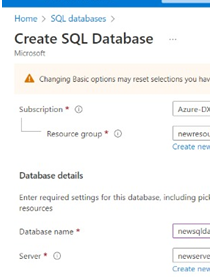 Home > SQL databases >
Create SQL Database ...
Microsoft
Changing Basic options may reset selections you hav
Subscription * 
Azure-DX
Resource group * 
newresou
Create new
Database details
Enter required settings for this database, including pick
resources
Database name * 
newsqlda
Server * 
newserve
Create new